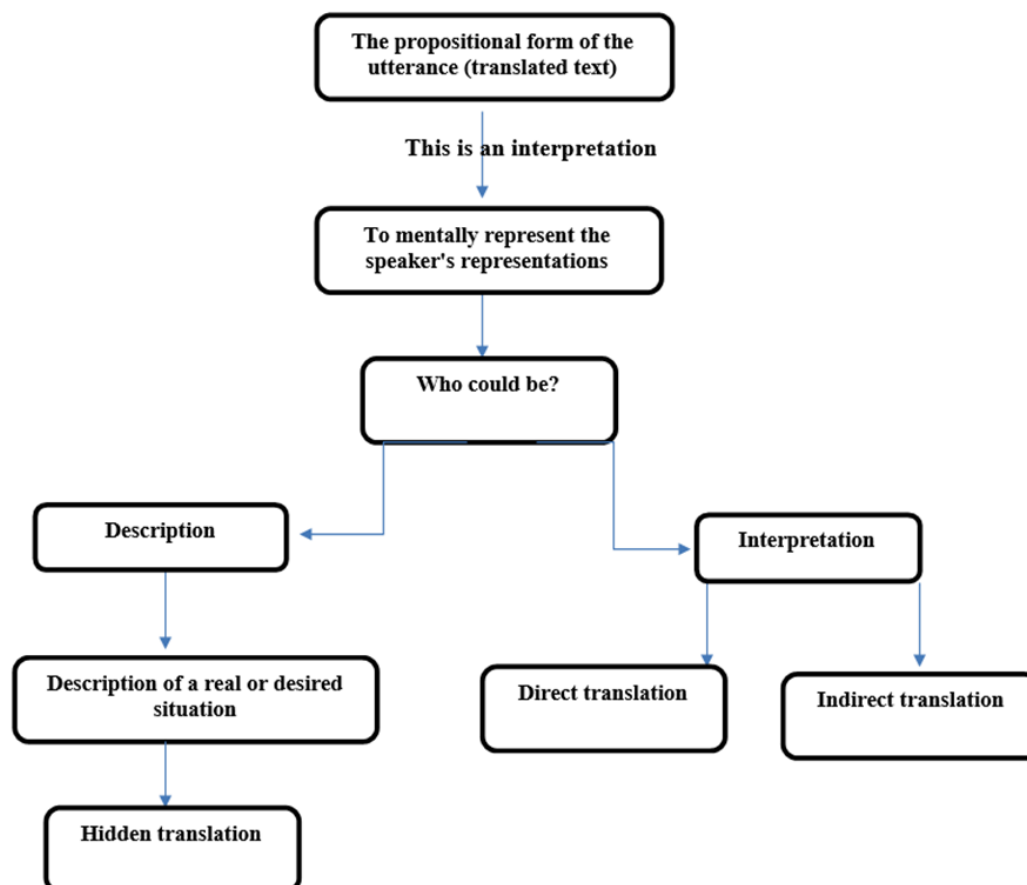 The propositional form of the
utterance (translated text)
This is an interpretation
To mentally represent the
speaker's representations
Who could be?
Description
Interpretation
Description of a real or desired
situation
Direct translation
Indirect translation
Hidden translation